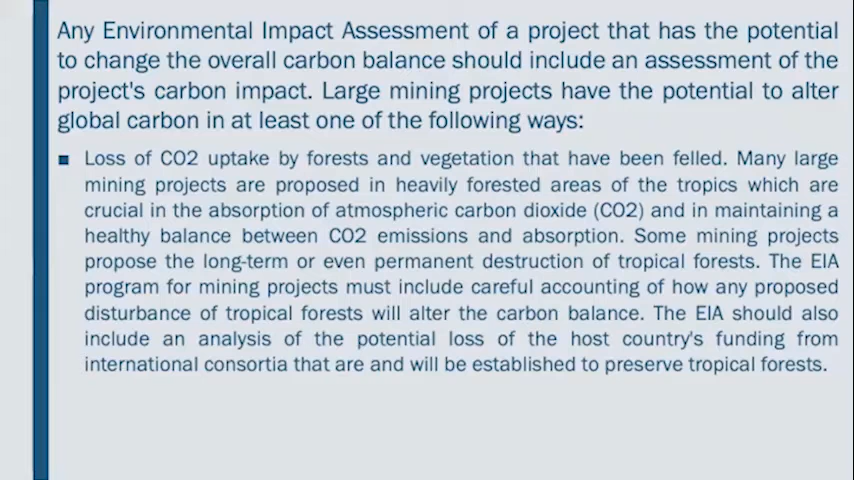 Any Environmental Impact Assessment of a project that has the potential
to change the overall carbon balance should include an assessment of the
project's carbon impact. Large mining projects have the potential to alter
global carbon in at least one of the following ways:
■ Loss of CO2 uptake by forests and vegetation that have been felled. Many large
mining projects are proposed in heavily forested areas of the tropics which are
crucial in the absorption of atmospheric carbon dioxide (CO2) and in maintaining a
healthy balance between CO2 emissions and absorption. Some mining projects
propose the long-term or even permanent destruction of tropical forests. The EIA
program for mining projects must include careful accounting of how any proposed
disturbance of tropical forests will alter the carbon balance. The EIA should also
include an analysis of the potential loss of the host country's funding from
international consortia that are and will be established to preserve tropical forests.